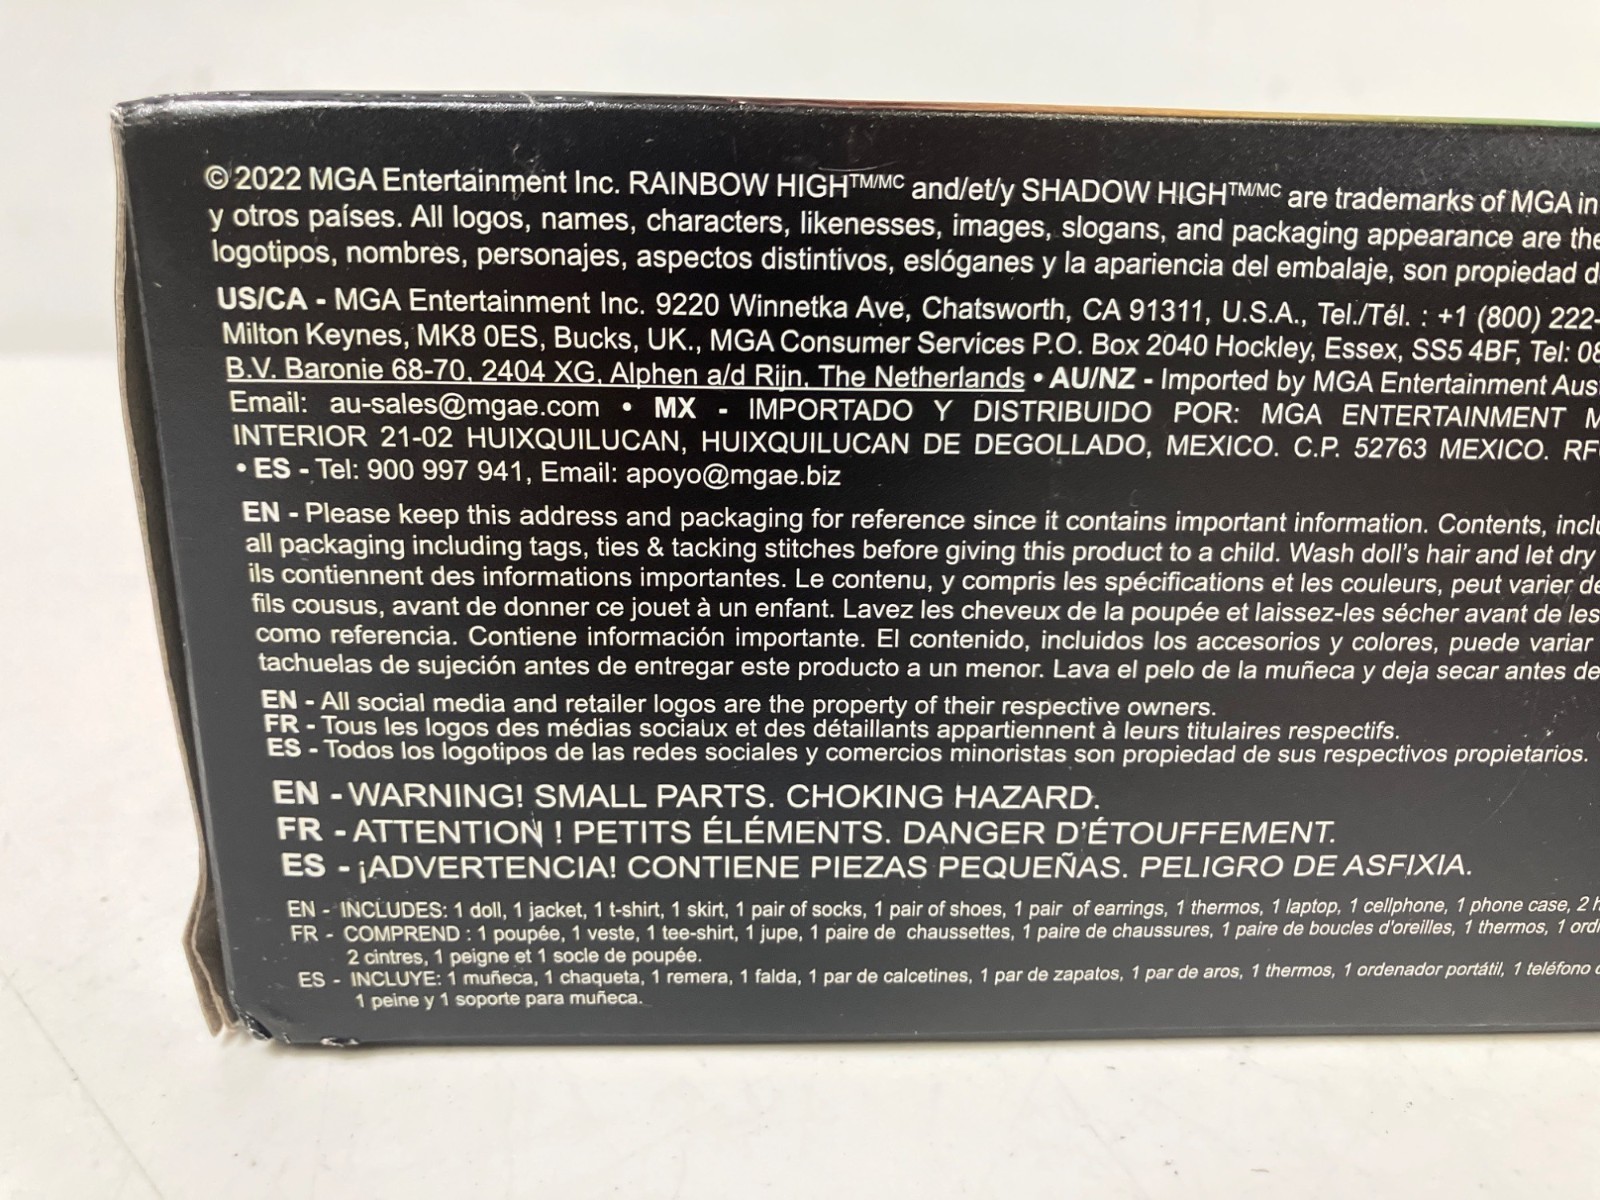 © 2022 MGA Entertainment Inc. RAINBOW HIGH™/MC and/et/y SHADOW HIGH™/MC are trademarks of MGA in
y otros países. All logos, names, characters, likenesses, images, slogans, and packaging appearance are the
logotipos, nombres, personajes, aspectos distintivos, eslóganes y la apariencia del embalaje, son propiedad d
US/CA - MGA Entertainment Inc. 9220 Winnetka Ave, Chatsworth, CA 91311, U.S.A., Tel./Tél. : +1 (800) 222-
Milton Keynes, MK8 0ES, Bucks, UK., MGA Consumer Services P.O. Box 2040 Hockley, Essex, SS5 4BF, Tel: 08
B.V. Baronie 68-70, 2404 XG, Alphen a/d Rijn, The Netherlands • AU/NZ - Imported by MGA Entertainment Aus
Email: au-sales@mgae.com • MX - IMPORTADO Y DISTRIBUIDO POR: MGA ENTERTAINMENT M
INTERIOR 21-02 HUIXQUILUCAN, HUIXQUILUCAN DE DEGOLLADO, MEXICO. C.P. 52763 MEXICO. RF
• ES - Tel: 900 997 941, Email: apoyo@mgae.biz
EN - Please keep this address and packaging for reference since it contains important information. Contents, inclu
all packaging including tags, ties & tacking stitches before giving this product to a child. Wash doll's hair and let dry
ils contiennent des informations importantes. Le contenu, y compris les spécifications et les couleurs, peut varier de
fils cousus, avant de donner ce jouet à un enfant. Lavez les cheveux de la poupée et laissez-les sécher avant de les
como referencia. Contiene información importante. El contenido, incluidos los accesorios y colores, puede variar
tachuelas de sujeción antes de entregar este producto a un menor. Lava el pelo de la muñeca y deja secar antes de
EN - All social media and retailer logos are the property of their respective owners.
FR - Tous les logos des médias sociaux et des détaillants appartiennent à leurs titulaires respectifs.
ES - Todos los logotipos de las redes sociales y comercios minoristas son propiedad de sus respectivos propietarios.
EN - WARNING! SMALL PARTS. CHOKING HAZARD.
FR - ATTENTION ! PETITS ÉLÉMENTS. DANGER D'ÉTOUFFEMENT.
ES - ¡ADVERTENCIA! CONTIENE PIEZAS PEQUEÑAS. PELIGRO DE ASFIXIA.
EN - INCLUDES: 1 doll, 1 jacket, 1 t-shirt, 1 skirt, 1 pair of socks, 1 pair of shoes, 1 pair of earrings, 1 thermos, 1 laptop, 1 cellphone, 1 phone case, 2 h
FR - COMPREND : 1 poupée, 1 veste, 1 tee-shirt, 1 jupe, 1 paire de chaussettes, 1 paire de chaussures, 1 paire de boucles d'oreilles, 1 thermos, 1 ordi
2 cintres, 1 peigne et 1 socle de poupée.
ES - INCLUYE: 1 muñeca, 1 chaqueta, 1 remera, 1 falda, 1 par de calcetines, 1 par de zapatos, 1 par de aros, 1 thermos, 1 ordenador portátil, 1 teléfono
1 peine y 1 soporte para muñeca.